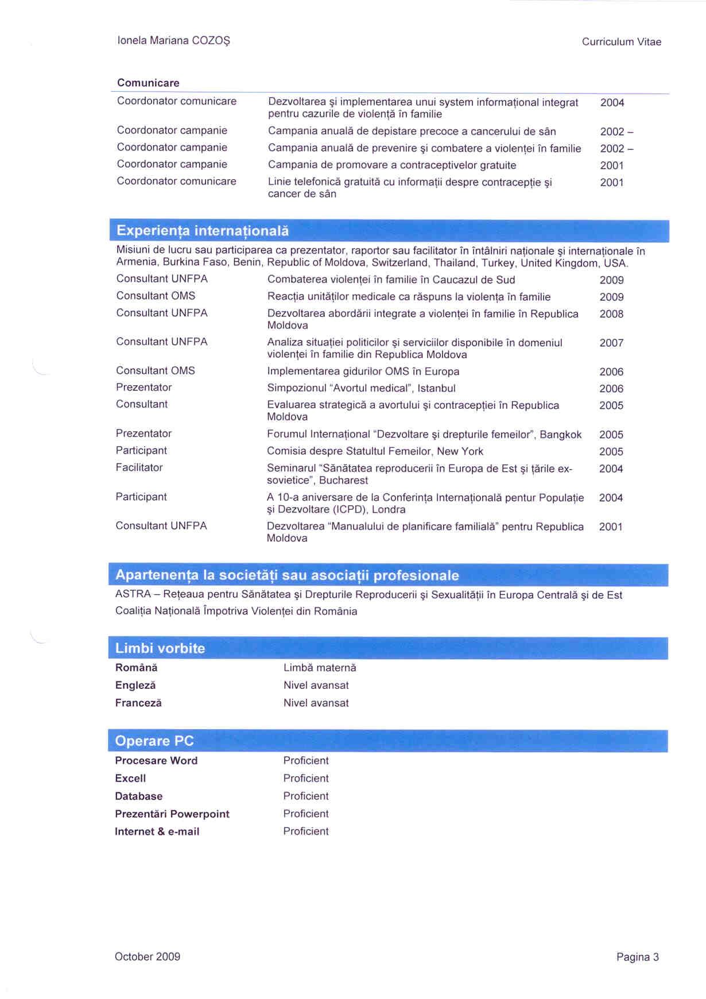 Ionela Mariana COZOŞ Curriculum Vitae
Comunicare
Coordonator comunicare Dezvoltarea şi implementarea unui system informaţional integrat 2004
pentru cazurile de violenţă în familie
Coordonator campanie Campania anuală de depistare precoce a cancerului de sân 2002 –
Coordonator campanie Campania anuală de prevenire şi combatere a violenţei în familie 2002 –
Coordonator campanie Campania de promovare a contraceptivelor gratuite 2001
Coordonator comunicare Linie telefonică gratuită cu informaţii despre contracepţie şi 2001
cancer de sân
Experienţa internaţională
Misiuni de lucru sau participarea ca prezentator, raportor sau facilitator în întâlniri naţionale şi internaţionale în
Armenia, Burkina Faso, Benin, Republic of Moldova, Switzerland, Thailand, Turkey, United Kingdom, USA.
Consultant UNFPA Combaterea violenţei în familie în Caucazul de Sud 2009
Consultant OMS Reacţia unităţilor medicale ca răspuns la violenţa în familie 2009
Consultant UNFPA Dezvoltarea abordării integrate a violenţei în familie în Republica 2008
Moldova
Consultant UNFPA Analiza situaţiei politicilor şi serviciilor disponibile în domeniul 2007
violenţei în familie din Republica Moldova
Consultant OMS Implementarea gidurilor OMS în Europa 2006
Prezentator Simpozionul “Avortul medical”, Istanbul 2006
Consultant Evaluarea strategică a avortului şi contracepţiei în Republica 2005
Moldova
Prezentator Forumul Internaţional “Dezvoltare şi drepturile femeilor”, Bangkok 2005
Participant Comisia despre Statultul Femeilor, New York 2005
Facilitator Seminarul “Sănătatea reproducerii în Europa de Est şi ţările ex- 2004
sovietice”, Bucharest
Participant A 10-a aniversare de la Conferinţa Internaţională pentur Populaţie 2004
şi Dezvoltare (ICPD), Londra
Consultant UNFPA Dezvoltarea “Manualului de planificare familială” pentru Republica 2001
Moldova
Apartenenţa la societăţi sau asociaţii profesionale
ASTRA – Reţeaua pentru Sănătatea şi Drepturile Reproducerii şi Sexualităţii în Europa Centrală şi de Est
Coaliţia Naţională Împotriva Violenţei din România
Limbi vorbite
Română Limbă maternă
Engleză Nivel avansat
Franceză Nivel avansat
Operare PC
Procesare Word Proficient
Excell Proficient
Database Proficient
Prezentări Powerpoint Proficient
Internet & e-mail Proficient
October 2009 Pagina 3